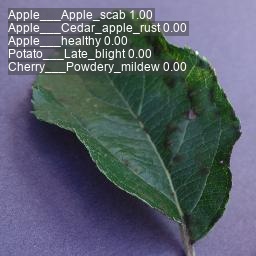 Apple___Apple_scab 1.00
Apple___Cedar_apple_rust 0.00
Apple___healthy 0.00
Potato___Late_blight 0.00
Cherry___Powdery_mildew 0.00